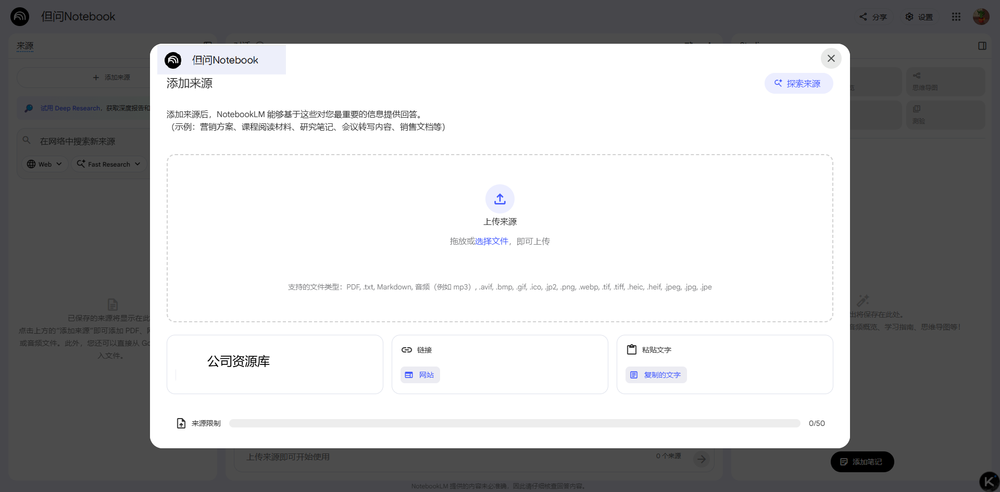 但问Notebook
分享
设置
来源
添加来源
试用 Deep Research，获取深度报告和
在网络中搜索新来源
Web
Fast Research
已保存的来源将显示在此
点击上方的“添加来源”即可添加 PDF、
或音频文件。此外，您还可以直接从 Go
入文件。
但问Notebook
添加来源
探索来源
添加来源后，NotebookLM 能够基于这些对您最重要的信息提供回答。
（示例：营销方案、课程阅读材料、研究笔记、会议转写内容、销售文档等）
上传来源
拖放或选择文件，即可上传
支持的文件类型：PDF, .txt, Markdown, 音频（例如 mp3）, .avif, .bmp, .gif, .ico, .jp2, .png, .webp, .tif, .tiff, .heic, .heif, .jpeg, .jpg, .jpe
公司资源库
链接
网站
粘贴文字
复制的文字
来源限制
0/50
思维导图
测验
出将保存在此处。
音频概览、学习指南、思维导图等！
上传来源即可开始使用
0 个来源
添加笔记
NotebookLM 提供的内容未必准确，因此请仔细核查回答内容。